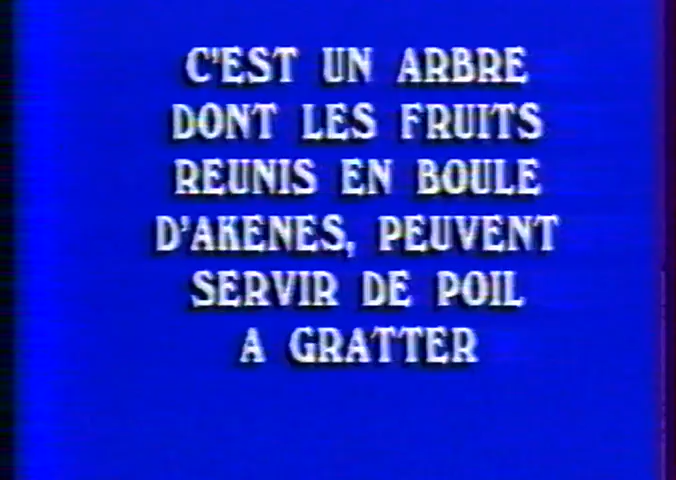 C'EST UN ARBRE
DONT LES FRUITS
REUNIS EN BOULE
D'AKENES, PEUVENT
SERVIR DE POIL
A GRATTER